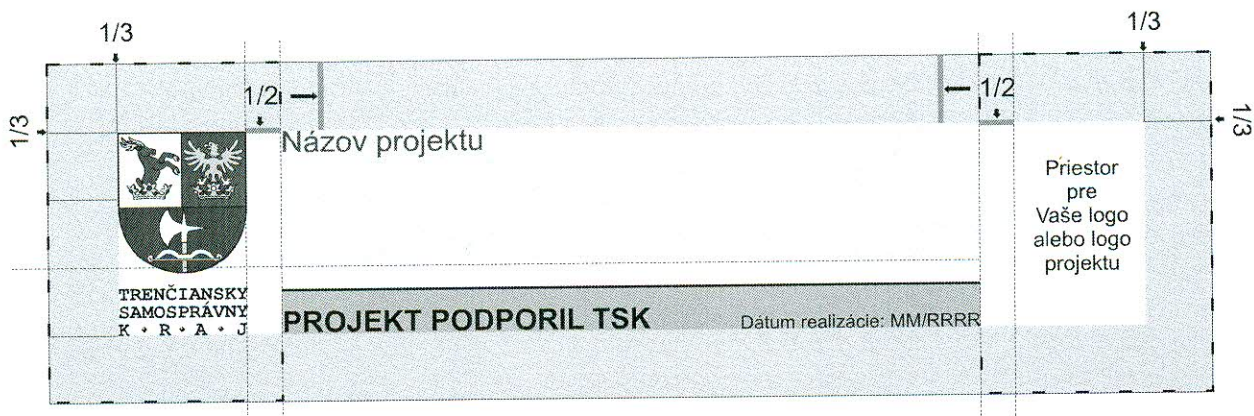 1/3
1/3
1/2
1/2
1/3
1/3
Názov projektu
Priestor
pre
Vaše logo
alebo logo
projektu
TRENČIANSKY
SAMOSPRÁVNY
K • R • A • J
PROJEKT PODPORIL TSK
Dátum realizácie: MM/RRRR